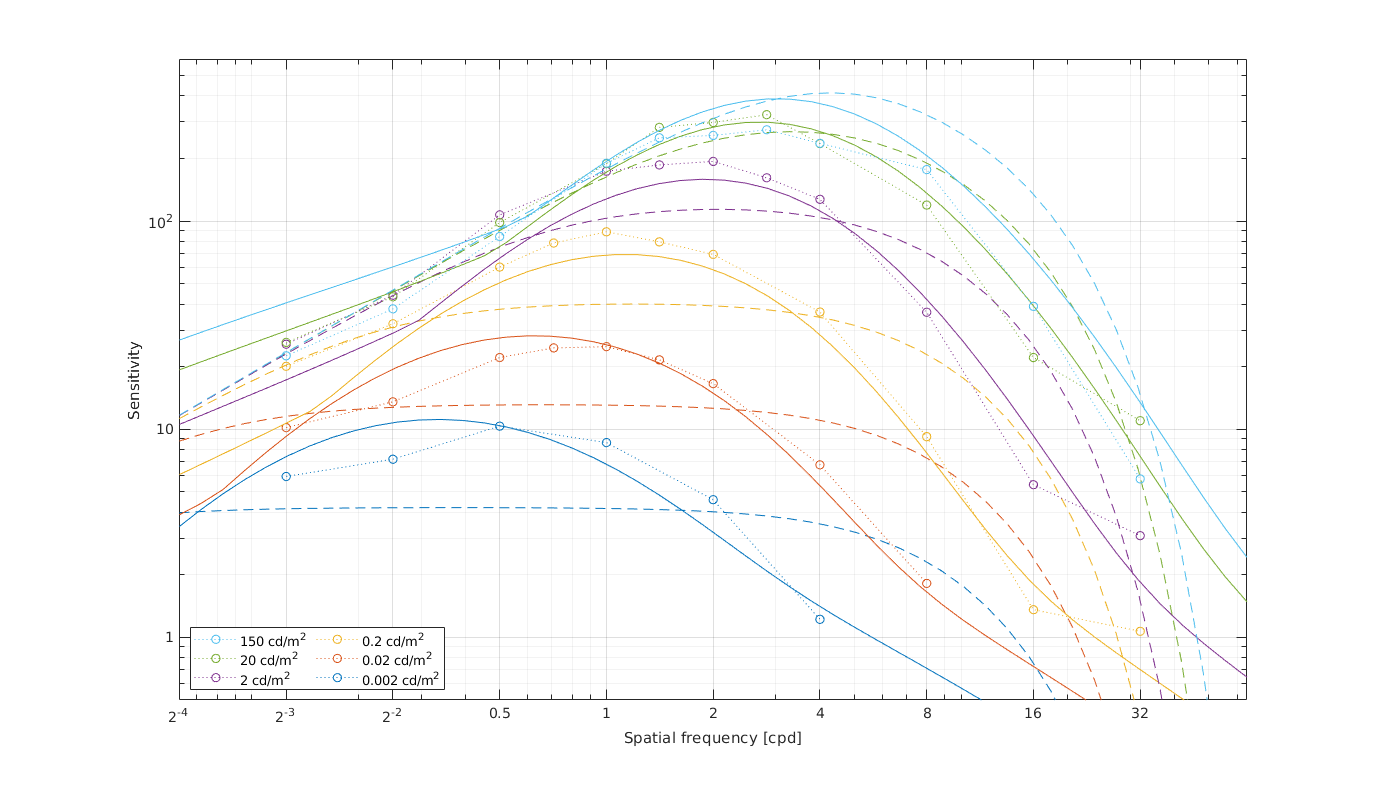 Sensitivity
10²
10
1
150 cd/m² 0.2 cd/m²
20 cd/m² 0.02 cd/m²
2 cd/m² 0.002 cd/m²
2⁻⁴ 2⁻³ 2⁻² 0.5 1 2 4 8 16 32
Spatial frequency [cpd]